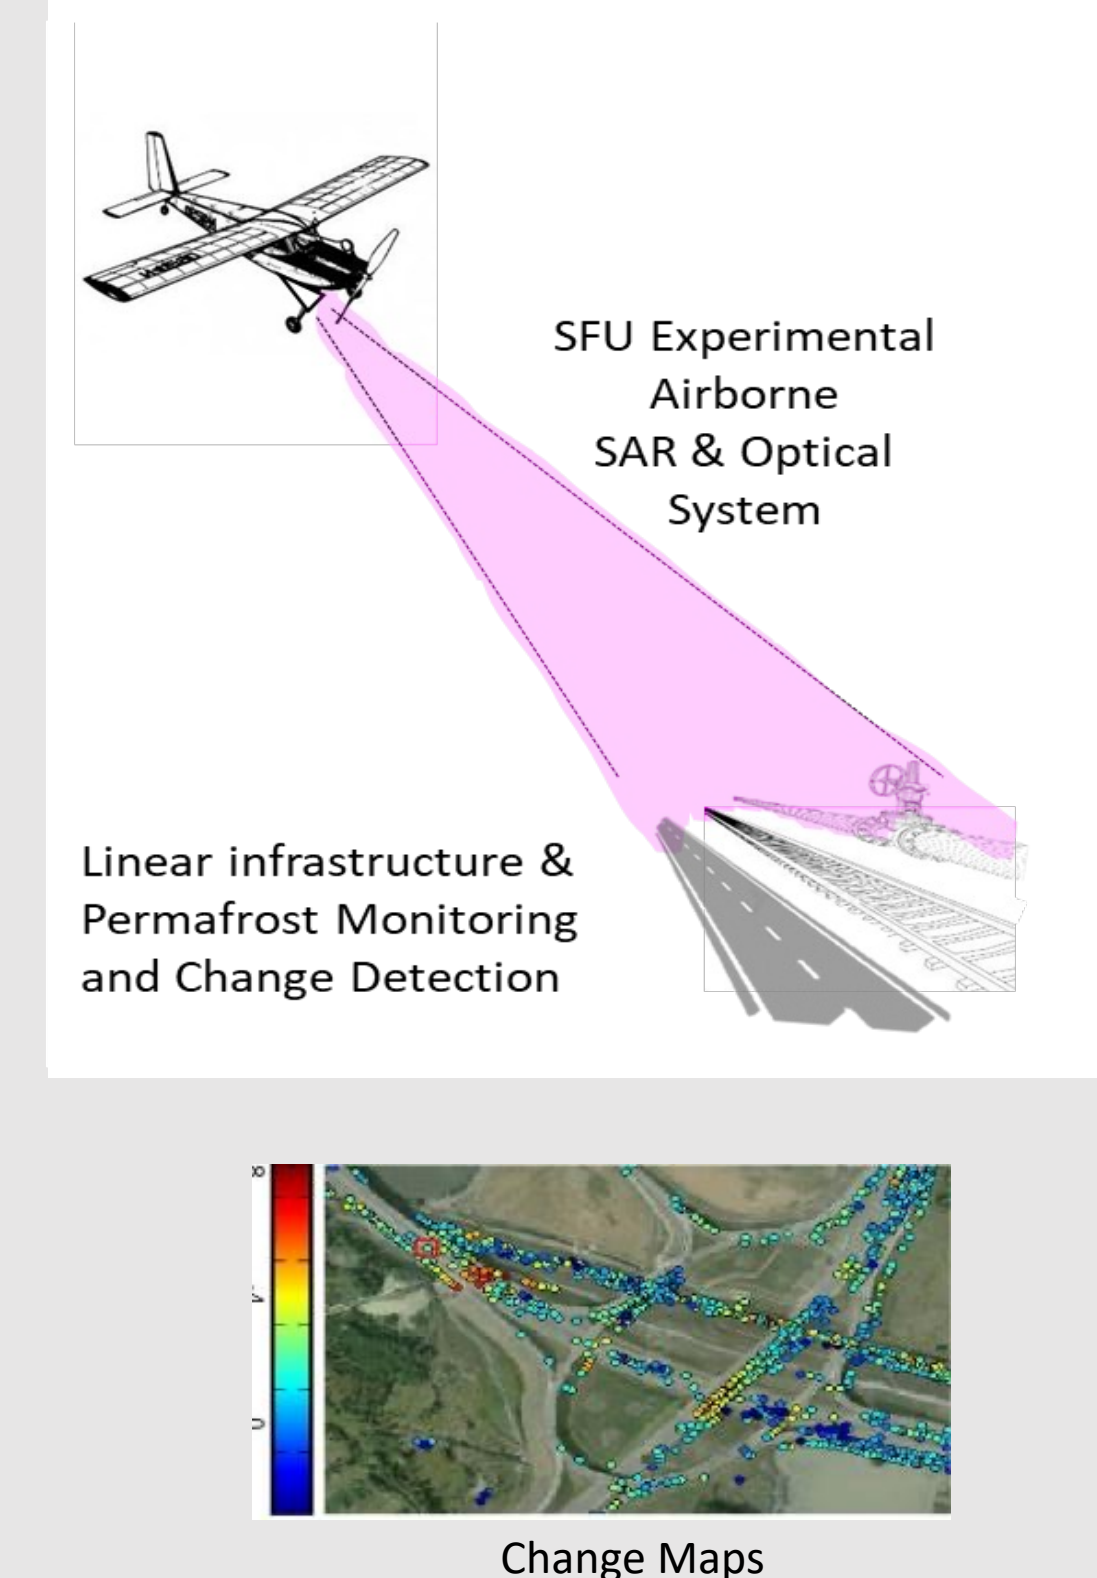 SFU Experimental
Airborne
SAR & Optical
System
Linear infrastructure &
Permafrost Monitoring
and Change Detection
Change Maps